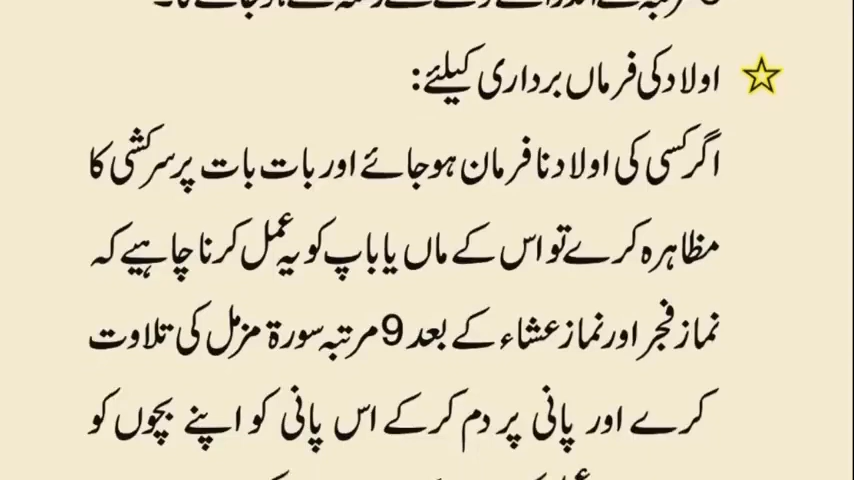 اولاد کی فرماں برداری کیلئے:
اگر کسی کی اولاد نافرمان ہوجائے اور بات بات پر سرکشی کا
مظاہرہ کرے تو اس کے ماں یا باپ کو یہ عمل کرنا چاہیے کہ
نماز فجر اور نماز عشاء کے بعد 9 مرتبہ سورۃ مزمل کی تلاوت
کرے اور پانی پر دم کرکے اس پانی کو اپنے بچوں کو